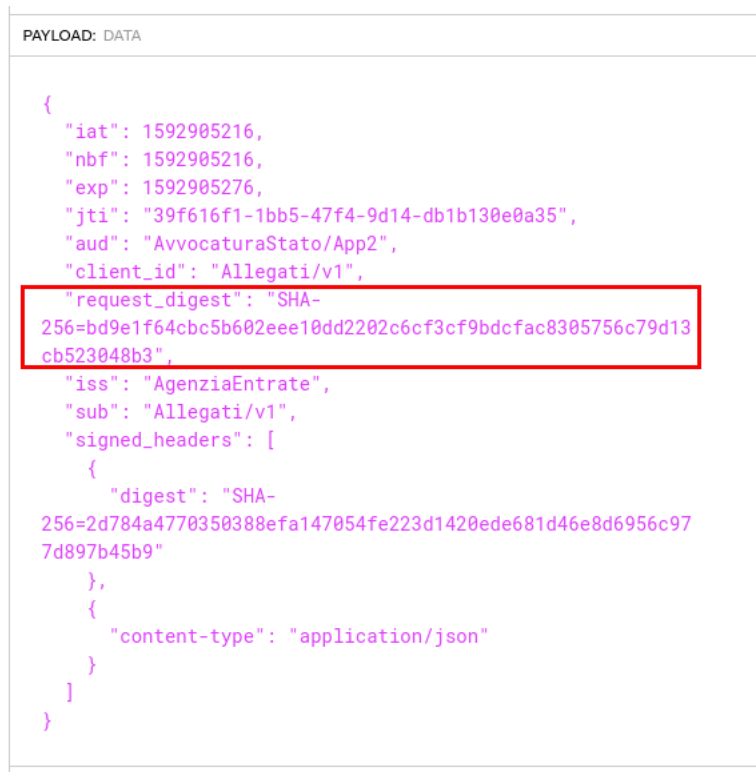 PAYLOAD: DATA
{
"iat": 1592905216,
"nbf": 1592905216,
"exp": 1592905276,
"jti": "39f616f1-1bb5-47f4-9d14-db1b130e0a35",
"aud": "AvvocaturaStato/App2",
"client_id": "Allegati/v1",
"request_digest": "SHA-
256=bd9e1f64cbc5b602eee10dd2202c6cf3cf9bdcfac8305756c79d13
cb523048b3",
"iss": "AgenziaEntrate",
"sub": "Allegati/v1",
"signed_headers": [
{
"digest": "SHA-
256=2d784a4770350388efa147054fe223d1420ede681d46e8d6956c97
7d897b45b9"
},
{
"content-type": "application/json"
}
]
}